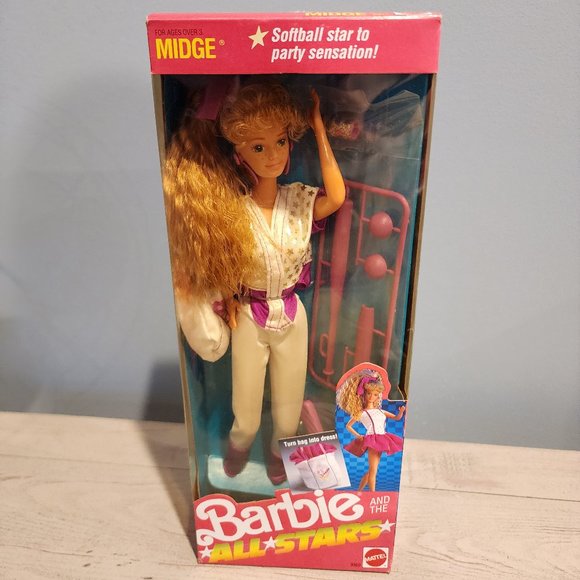 FOR AGES OVER 3
MIDGE®
Softball star to
party sensation!
Turn bag into dress!
Barbie
AND
THE
ALL STARS
MATTEL